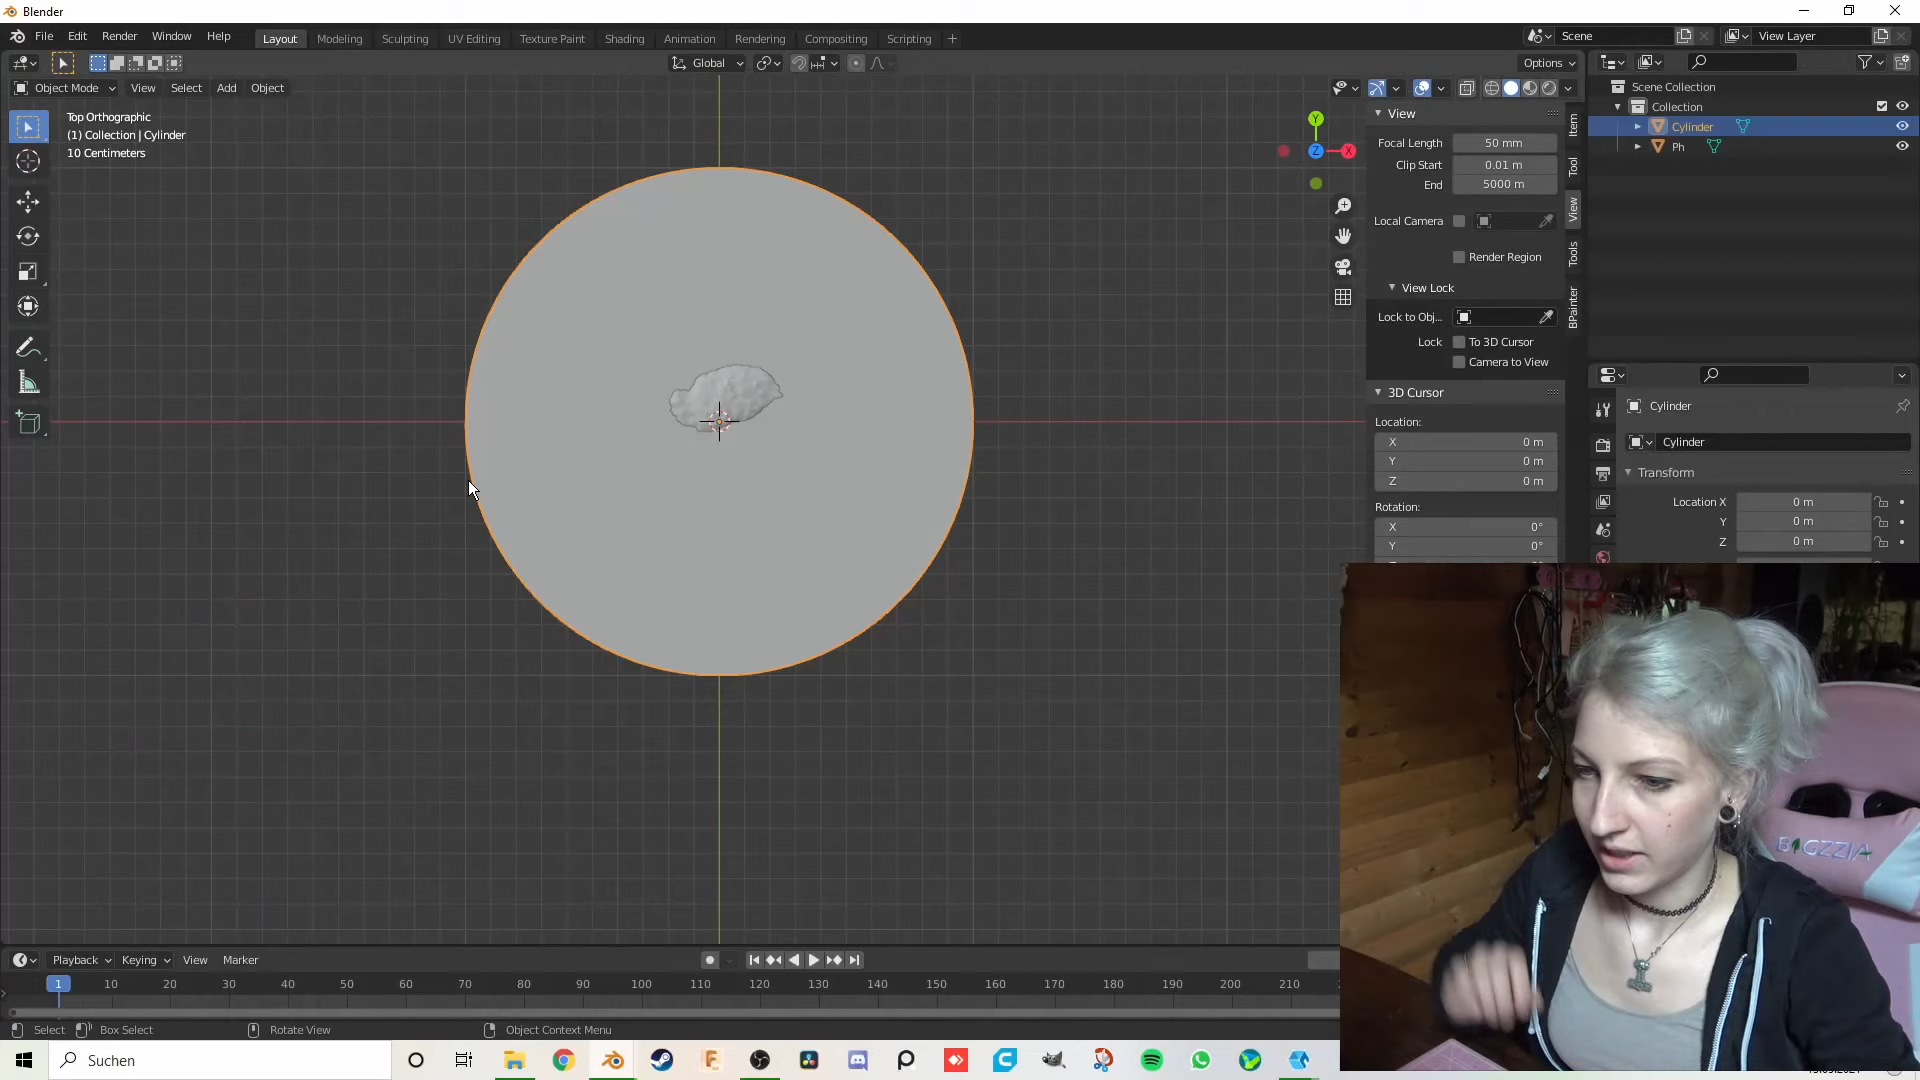 Blender
File Edit Render Window Help
Layout Modeling Sculpting UV Editing Texture Paint Shading Animation Rendering Compositing Scripting +
Scene
View Layer
Global
Options
Object Mode View Select Add Object
Top Orthographic
(1) Collection | Cylinder
10 Centimeters
Y
Z
X
View
Focal Length 50 mm
Clip Start 0.01 m
End 5000 m
Local Camera
Render Region
View Lock
Lock to Obj...
Lock To 3D Cursor
Camera to View
3D Cursor
Location:
X 0 m
Y 0 m
Z 0 m
Rotation:
X 0°
Y 0°
Item
Tool
View
Tools
BPainter
Scene Collection
Collection
Cylinder
Ph
Cylinder
Cylinder
Transform
Location X 0 m
Y 0 m
Z 0 m
Playback Keying View Marker
1 10 20 30 40 50 60 70 80 90 100 110 120 130 140 150 160 170 180 190 200 210
Select Box Select Rotate View Object Context Menu
Suchen